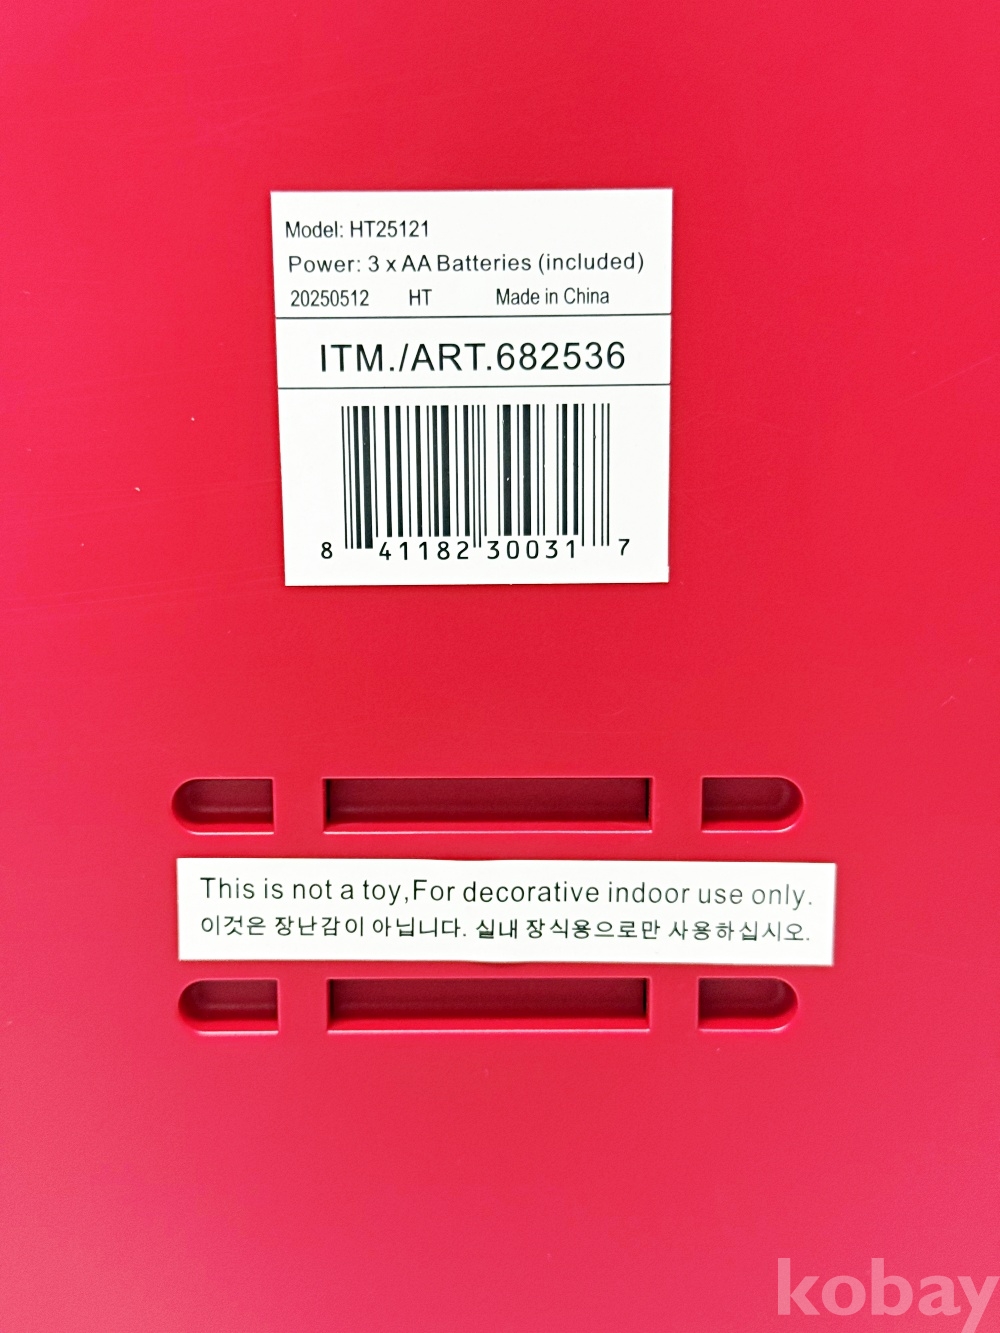 Model: HT25121
Power: 3 x AA Batteries (included)
20250512 HT Made in China
ITM./ART.682536
8 41182 30031 7
This is not a toy,For decorative indoor use only.
이것은 장난감이 아닙니다. 실내 장식용으로만 사용하십시오.
kobay